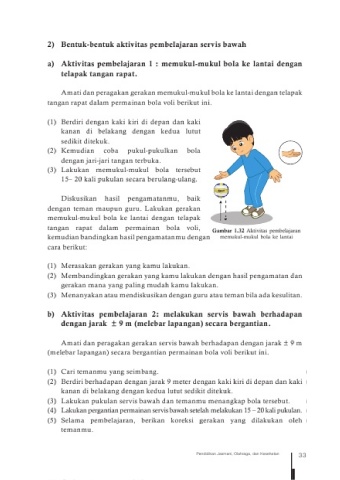 2) Bentuk-bentuk aktivitas pembelajaran servis bawah
a) Aktivitas pembelajaran 1 : memukul-mukul bola ke lantai dengan
telapak tangan rapat.
Amati dan peragakan gerakan memukul-mukul bola ke lantai dengan telapak
tangan rapat dalam permainan bola voli berikut ini.
(1) Berdiri dengan kaki kiri di depan dan kaki
kanan di belakang dengan kedua lutut
sedikit ditekuk.
(2) Kemudian coba pukul-pukulkan bola
dengan jari-jari tangan terbuka.
(3) Lakukan memukul-mukul bola tersebut
15– 20 kali pukulan secara berulang-ulang.
Diskusikan hasil pengamatanmu, baik
dengan teman maupun guru. Lakukan gerakan
memukul-mukul bola ke lantai dengan telapak
tangan rapat dalam permainan bola voli,
kemudian bandingkan hasil pengamatanmu dengan
cara berikut:
Gambar 1.32 Aktivitas pembelajaran
memukul-mukul bola ke lantai
(1) Merasakan gerakan yang kamu lakukan.
(2) Membandingkan gerakan yang kamu lakukan dengan hasil pengamatan dan
gerakan mana yang paling mudah kamu lakukan.
(3) Menanyakan atau mendiskusikan dengan guru atau teman bila ada kesulitan.
b) Aktivitas pembelajaran 2: melakukan servis bawah berhadapan
dengan jarak ± 9 m (melebar lapangan) secara bergantian.
Amati dan peragakan gerakan servis bawah berhadapan dengan jarak ± 9 m
(melebar lapangan) secara bergantian permainan bola voli berikut ini.
(1) Cari temanmu yang seimbang.
(2) Berdiri berhadapan dengan jarak 9 meter dengan kaki kiri di depan dan kaki
kanan di belakang dengan kedua lutut sedikit ditekuk.
(3) Lakukan pukulan servis bawah dan temanmu menangkap bola tersebut.
(4) Lakukan pergantian permainan servis bawah setelah melakukan 15 – 20 kali pukulan.
(5) Selama pembelajaran, berikan koreksi gerakan yang dilakukan oleh
temanmu.
Pendidikan Jasmani, Olahraga, dan Kesehatan
33